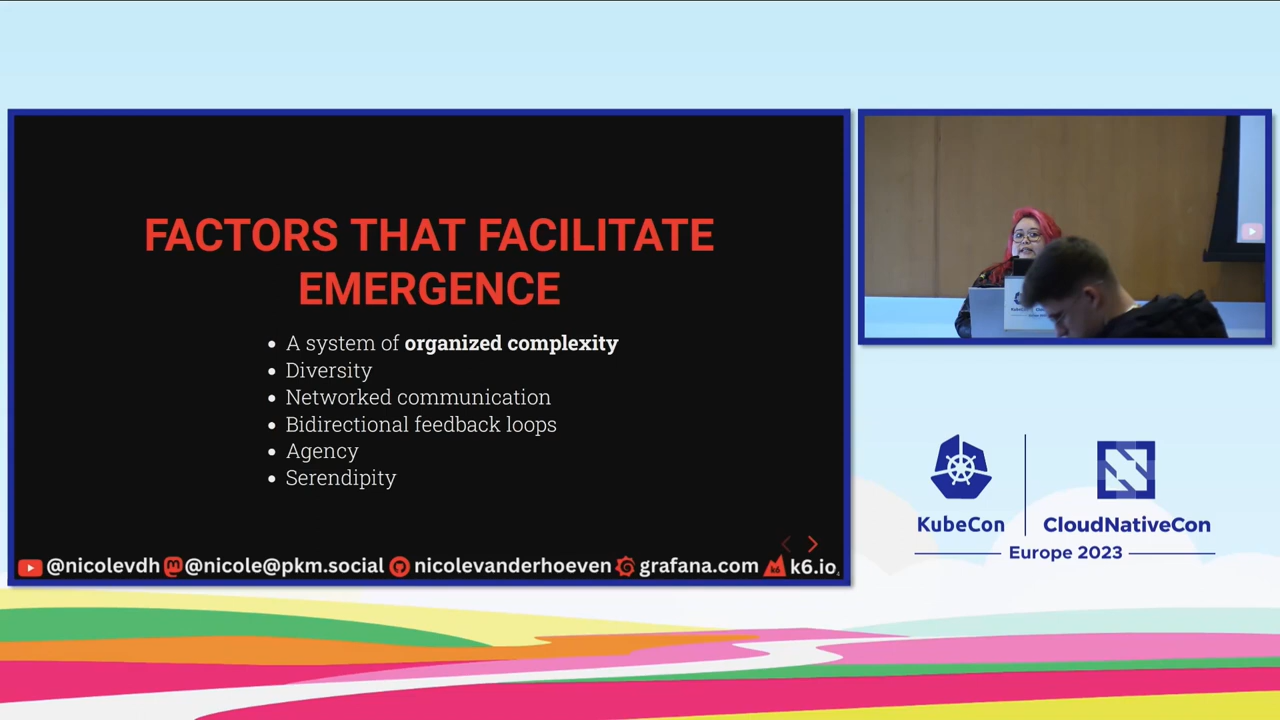 FACTORS THAT FACILITATE
EMERGENCE
A system of organized complexity
Diversity
Networked communication
Bidirectional feedback loops
Agency
Serendipity
@nicolevdh @nicole@pkm.social nicolevanderhoeven grafana.com k6.io
KubeCon
CloudNativeCon
Europe 2023